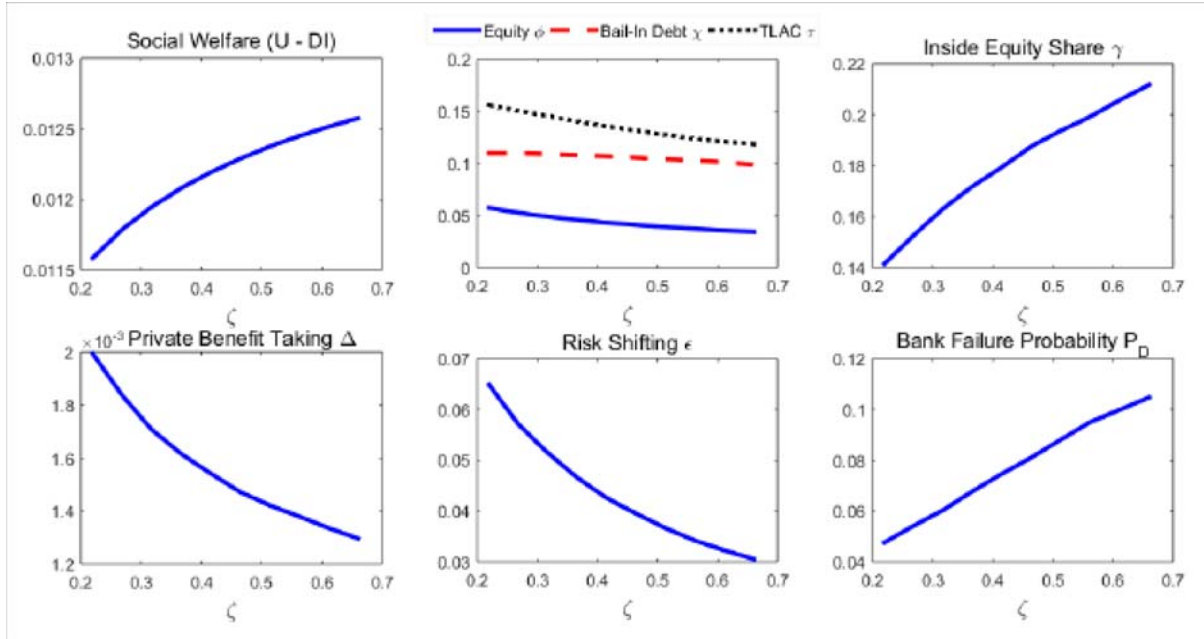 Social Welfare (U - DI)
0.013
0.0125
0.012
0.0115
0.2 0.3 0.4 0.5 0.6 0.7
ζ
Equity ϕ Bail-In Debt χ TLAC τ
0.2
0.15
0.1
0.05
0
0.2 0.3 0.4 0.5 0.6 0.7
ζ
Inside Equity Share γ
0.22
0.2
0.18
0.16
0.14
0.2 0.3 0.4 0.5 0.6 0.7
ζ
×10⁻³ Private Benefit Taking Δ
2
1.8
1.6
1.4
1.2
0.2 0.3 0.4 0.5 0.6 0.7
ζ
Risk Shifting ϵ
0.07
0.06
0.05
0.04
0.03
0.2 0.3 0.4 0.5 0.6 0.7
ζ
Bank Failure Probability P_D
0.12
0.1
0.08
0.06
0.04
0.2 0.3 0.4 0.5 0.6 0.7
ζ